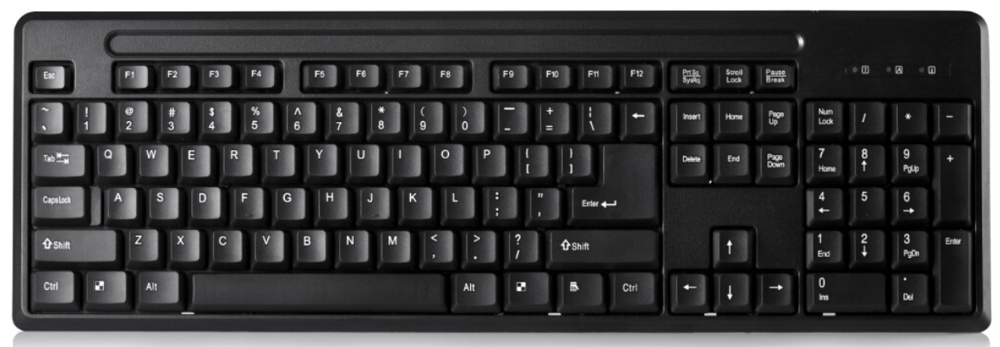 Esc F1 F2 F3 F4 F5 F6 F7 F8 F9 F10 F11 F12 Prt Sc SysRq Scroll Lock Pause Break
~ ` ! 1 @ 2 # 3 $ 4 % 5 ^ 6 & 7 * 8 ( 9 ) 0 _ - + = ¦ \ ← Insert Home Page Up Num Lock / * -
Tab Q W E R T Y U I O P { [ } ] Delete End Page Down 7 Home 8 ↑ 9 PgUp +
CapsLock A S D F G H J K L : ; " ' Enter 4 ← 5 6 →
Shift Z X C V B N M < , > . ? / Shift ↑ 1 End 2 ↓ 3 PgDn Enter
Ctrl Alt Alt Ctrl ← ↓ → 0 Ins . Del